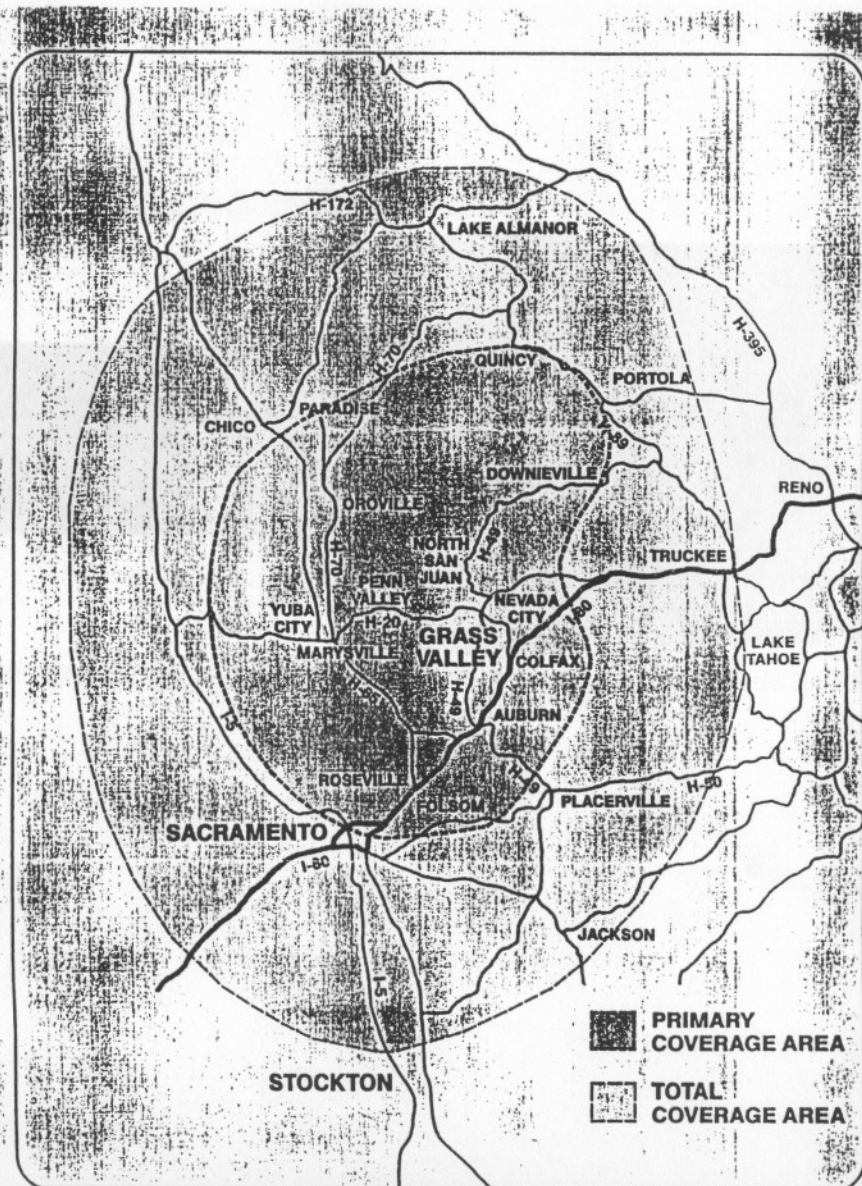 H-172
LAKE ALMANOR
H-395
H-70
QUINCY
PORTOLA
PARADISE
CHICO
DOWNIEVILLE
RENO
OROVILLE
H-49
NORTH
SAN
JUAN
TRUCKEE
H-70
PENN
VALLEY
NEVADA
CITY
I-80
YUBA
CITY
H-20
GRASS
VALLEY
LAKE
TAHOE
MARYSVILLE
COLFAX
H-49
I-5
AUBURN
ROSEVILLE
H-49
H-50
FOLSOM
PLACERVILLE
SACRAMENTO
I-80
JACKSON
I-5
PRIMARY
COVERAGE AREA
STOCKTON
TOTAL
COVERAGE AREA